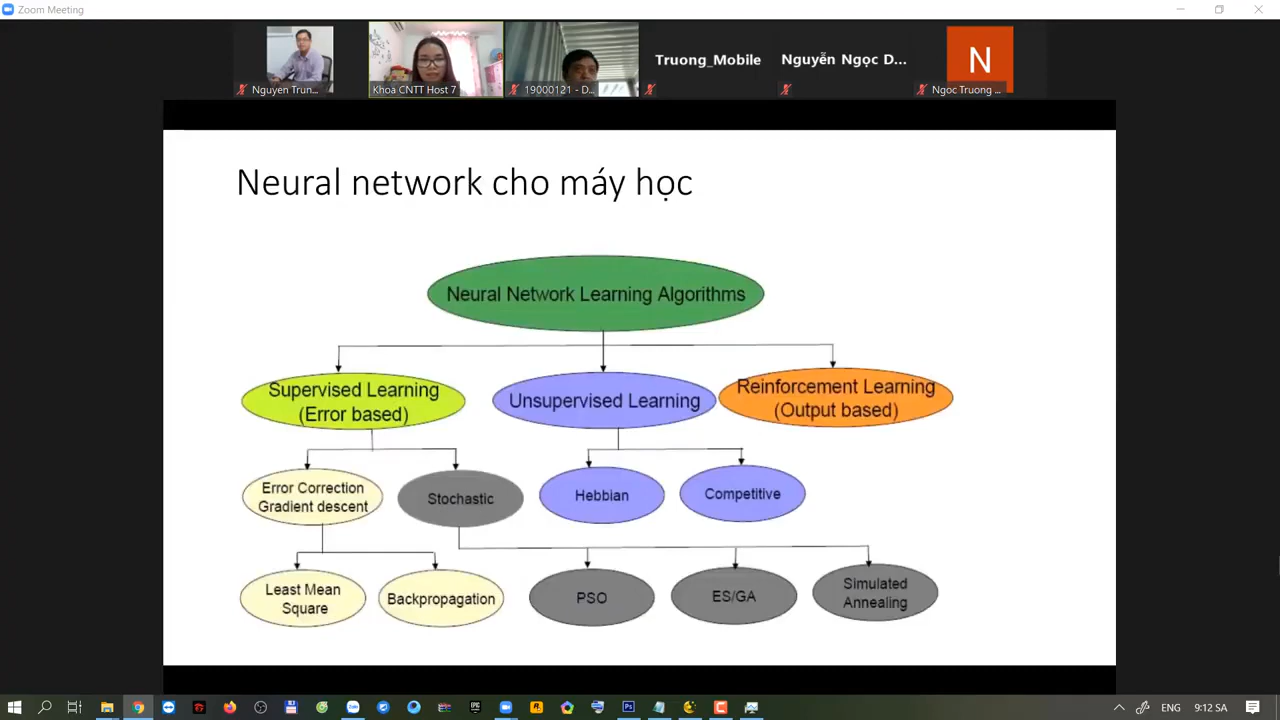 Zoom Meeting
Nguyen Trun...
Khoa CNTT Host 7
19000121 - D...
Truong_Mobile
Nguyễn Ngọc D...
N
Ngoc Truong ...
Neural network cho máy học
Neural Network Learning Algorithms
Supervised Learning
(Error based)
Unsupervised Learning
Reinforcement Learning
(Output based)
Error Correction
Gradient descent
Stochastic
Hebbian
Competitive
Least Mean
Square
Backpropagation
PSO
ES/GA
Simulated
Annealing
ENG
9:12 SA